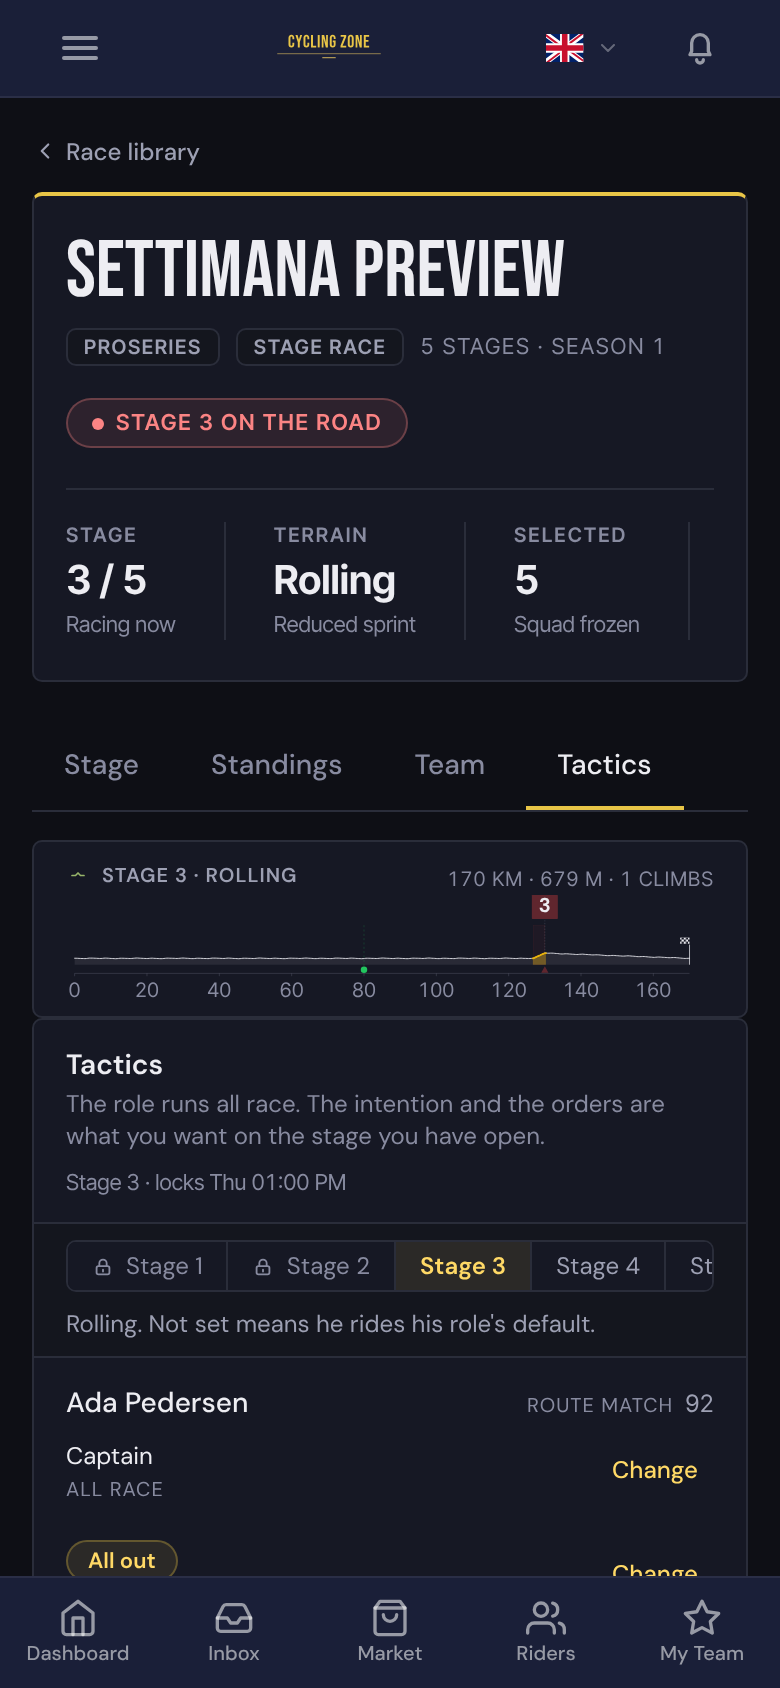 CYCLING ZONE
Race library
SETTIMANA PREVIEW
PROSERIES STAGE RACE 5 STAGES · SEASON 1
STAGE 3 ON THE ROAD
STAGE TERRAIN SELECTED
3 / 5 Rolling 5
Racing now Reduced sprint Squad frozen
Stage Standings Team Tactics
STAGE 3 · ROLLING 170 KM · 679 M · 1 CLIMBS
3
0 20 40 60 80 100 120 140 160
Tactics
The role runs all race. The intention and the orders are
what you want on the stage you have open.
Stage 3 · locks Thu 01:00 PM
Stage 1 Stage 2 Stage 3 Stage 4 St
Rolling. Not set means he rides his role's default.
Ada Pedersen ROUTE MATCH 92
Captain
ALL RACE Change
All out Change
Dashboard Inbox Market Riders My Team